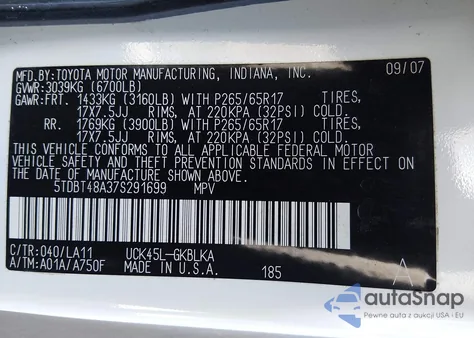 MFD.BY:TOYOTA MOTOR MANUFACTURING, INDIANA, INC. 09/07
GVWR: 3039KG (6700LB)
GAWR:FRT. 1433KG (3160LB) WITH P265/65R17 TIRES,
17X7.5JJ RIMS, AT 220KPA (32PSI) COLD.
RR. 1769KG (3900LB) WITH P265/65R17 TIRES,
17X7.5JJ RIMS, AT 220KPA (32PSI) COLD.
THIS VEHICLE CONFORMS TO ALL APPLICABLE FEDERAL MOTOR
VEHICLE SAFETY AND THEFT PREVENTION STANDARDS IN EFFECT ON
THE DATE OF MANUFACTURE SHOWN ABOVE.
5TDBT48A37S291699 MPV
C/TR:040/LA11 UCK45L-GKBLKA
A/TM:A01A/A750F MADE IN U.S.A. 185 A
autoSnap
Pewne auta z USA i EU